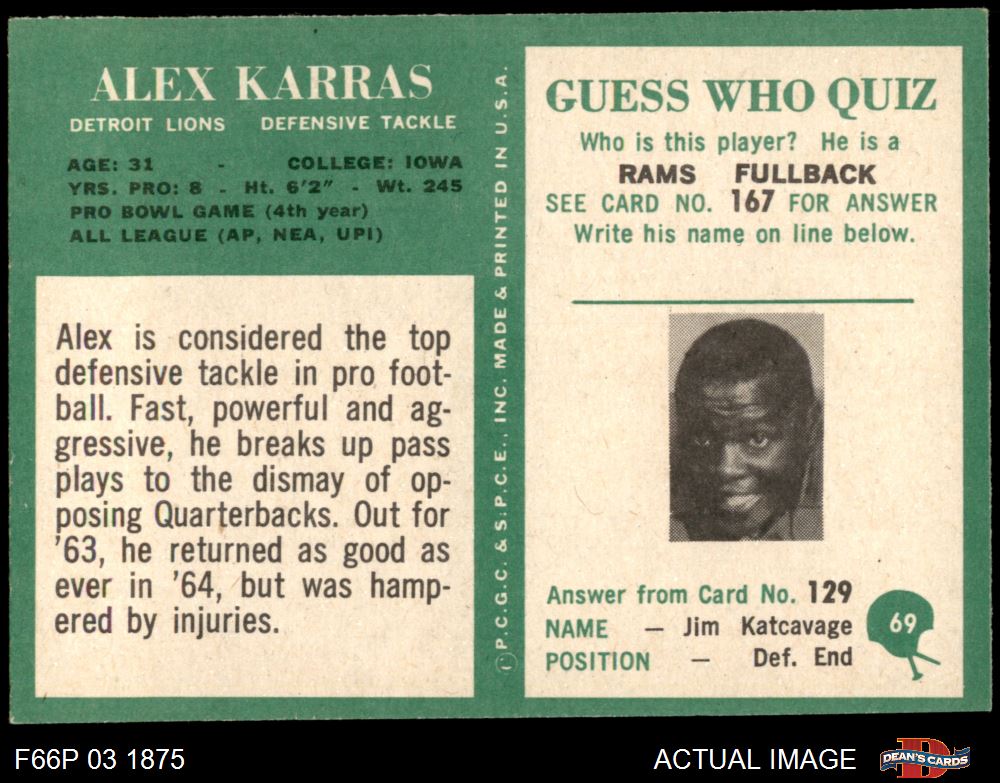 ALEX KARRAS
DETROIT LIONS DEFENSIVE TACKLE
AGE: 31 - COLLEGE: IOWA
YRS. PRO: 8 - Ht. 6'2" - Wt. 245
PRO BOWL GAME (4th year)
ALL LEAGUE (AP, NEA, UPI)
Alex is considered the top
defensive tackle in pro foot-
ball. Fast, powerful and ag-
gressive, he breaks up pass
plays to the dismay of op-
posing Quarterbacks. Out for
'63, he returned as good as
ever in '64, but was hamp-
ered by injuries.
© P.C.G.C. & S.P.C.E., INC. MADE & PRINTED IN U.S.A.
GUESS WHO QUIZ
Who is this player? He is a
RAMS FULLBACK
SEE CARD NO. 167 FOR ANSWER
Write his name on line below.
Answer from Card No. 129
NAME — Jim Katcavage
POSITION — Def. End
69
F66P 03 1875
ACTUAL IMAGE
DEAN'S CARDS